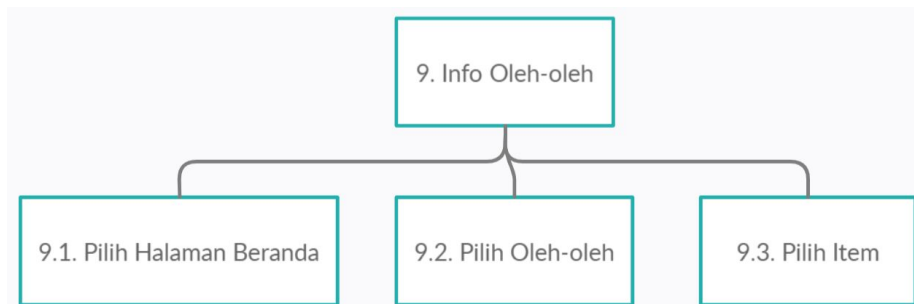 9. Info Oleh-oleh
9.1. Pilih Halaman Beranda
9.2. Pilih Oleh-oleh
9.3. Pilih Item